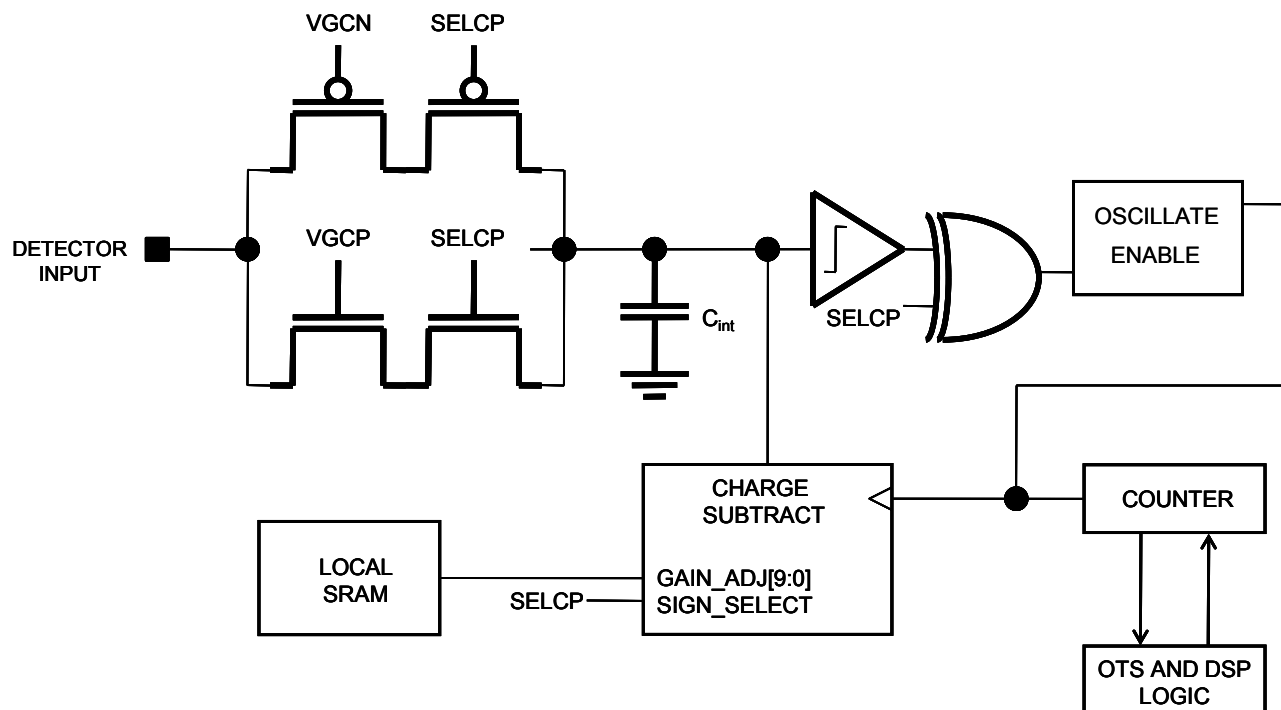 VGCN SELCP
DETECTOR
INPUT
VGCP SELCP
C_int
SELCP
OSCILLATE
ENABLE
CHARGE
SUBTRACT
COUNTER
LOCAL
SRAM
GAIN_ADJ[9:0]
SELCP SIGN_SELECT
OTS AND DSP
LOGIC